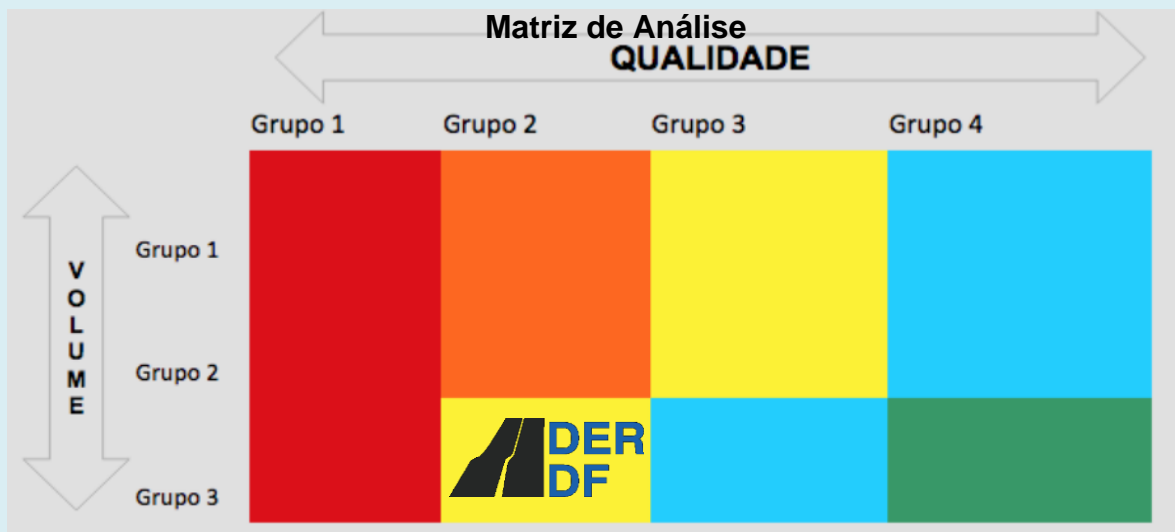 Matriz de Análise
QUALIDADE
Grupo 1 Grupo 2 Grupo 3 Grupo 4
VOLUME
Grupo 1
Grupo 2
Grupo 3
DER
DF